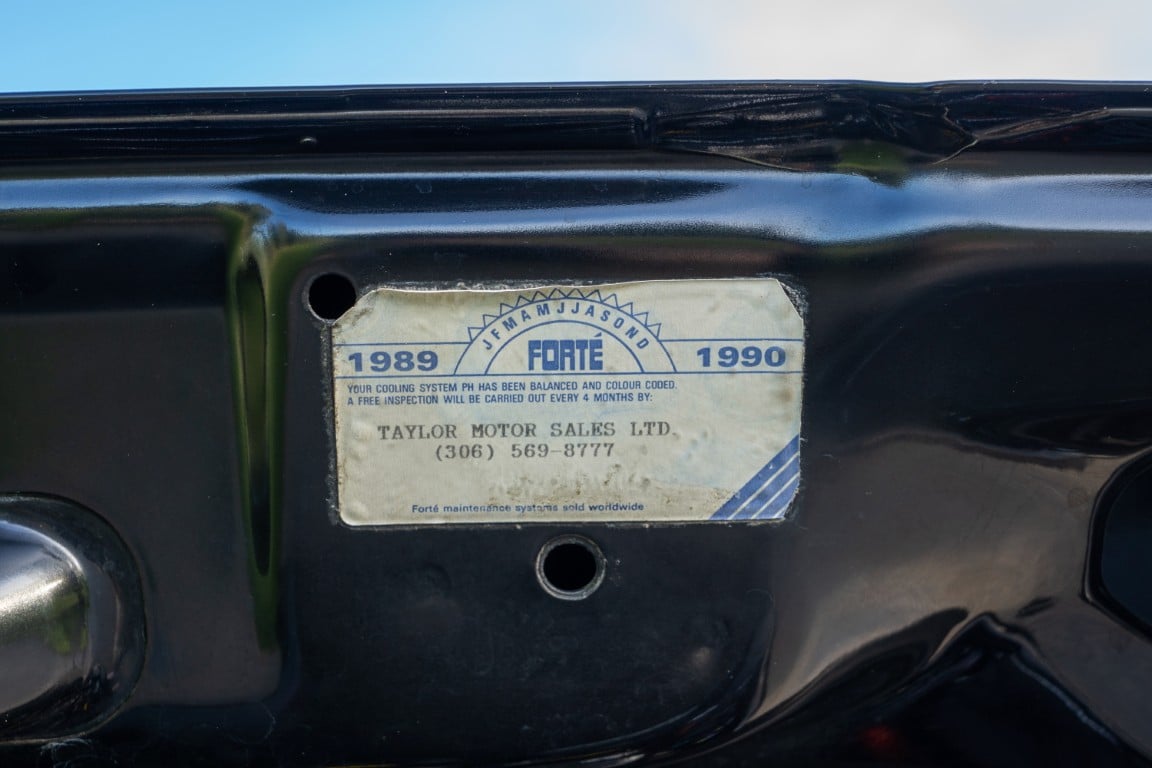 JFMAMJJASOND
1989 FORTÉ 1990
YOUR COOLING SYSTEM PH HAS BEEN BALANCED AND COLOUR CODED.
A FREE INSPECTION WILL BE CARRIED OUT EVERY 4 MONTHS BY:
TAYLOR MOTOR SALES LTD.
(306) 569-8777
Forté maintenance systems sold worldwide